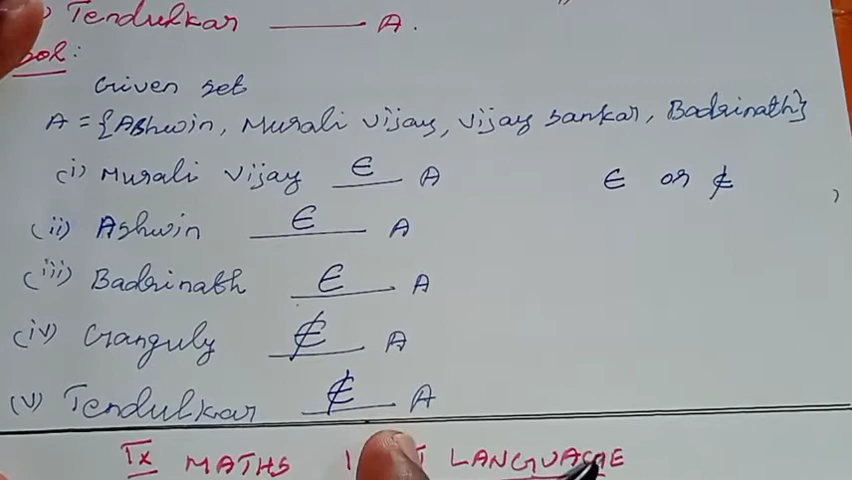 Tendulkar ____ A.
Sol:
Given set
A = {Ashwin, Murali Vijay, Vijay Sankar, Badrinath}
(i) Murali Vijay ∈ A ∈ or ∉
(ii) Ashwin ∈ A
(iii) Badrinath ∈ A
(iv) Ganguly ∉ A
(v) Tendulkar ∉ A
IX MATHS LANGUAGE